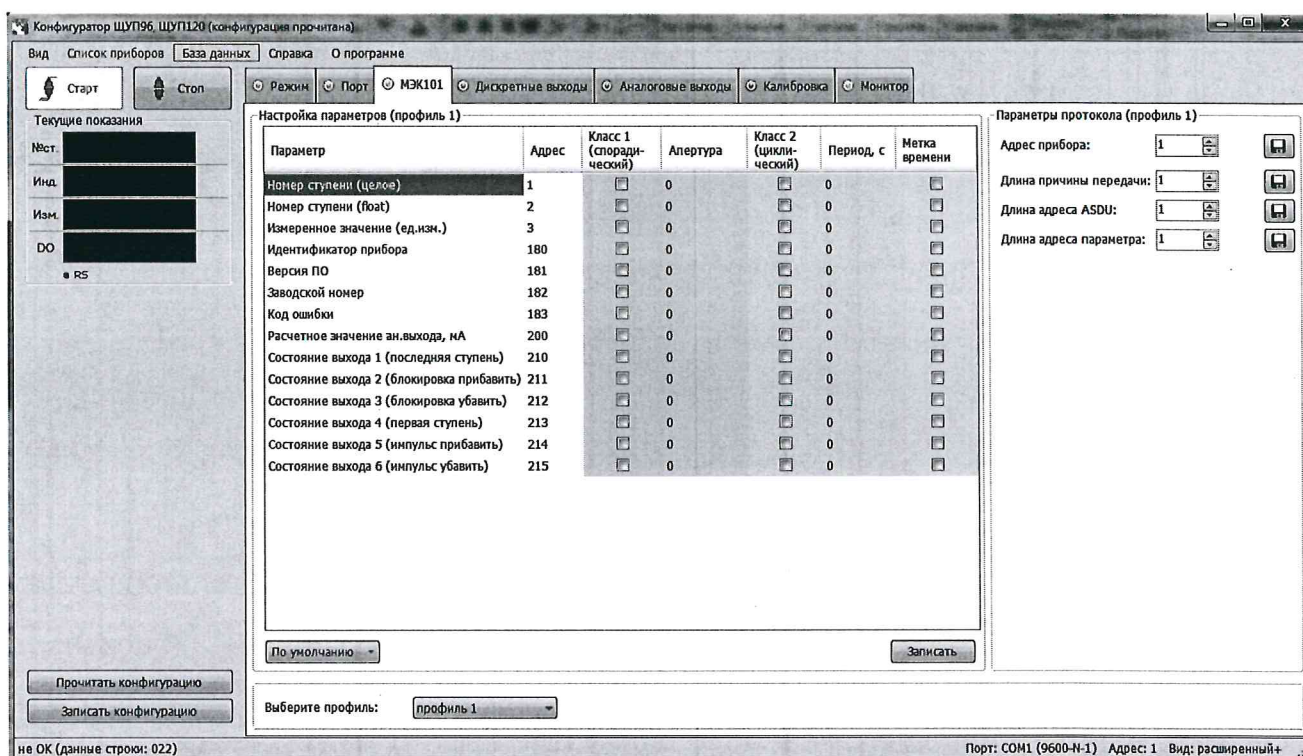 Конфигуратор ЩУП96, ЩУП120 (конфигурация прочитана)
Вид Список приборов База данных Справка О программе
Старт Стоп
Режим Порт МЭК101 Дискретные выходы Аналоговые выходы Калибровка Монитор
Текущие показания
№ст.
Инд.
Изм.
DO
RS
Настройка параметров (профиль 1)
Параметр Адрес Класс 1 (споради-ческий) Апертура Класс 2 (цикли-ческий) Период, с Метка времени
Номер ступени (целое) 1 0 0
Номер ступени (float) 2 0 0
Измеренное значение (ед.изм.) 3 0 0
Идентификатор прибора 180 0 0
Версия ПО 181 0 0
Заводской номер 182 0 0
Код ошибки 183 0 0
Расчетное значение ан.выхода, мА 200 0 0
Состояние выхода 1 (последняя ступень) 210 0 0
Состояние выхода 2 (блокировка прибавить) 211 0 0
Состояние выхода 3 (блокировка убавить) 212 0 0
Состояние выхода 4 (первая ступень) 213 0 0
Состояние выхода 5 (импульс прибавить) 214 0 0
Состояние выхода 6 (импульс убавить) 215 0 0
По умолчанию Записать
Параметры протокола (профиль 1)
Адрес прибора: 1
Длина причины передачи: 1
Длина адреса ASDU: 1
Длина адреса параметра: 1
Прочитать конфигурацию
Записать конфигурацию
Выберите профиль: профиль 1
не ОК (данные строки: 022) Порт: COM1 (9600-N-1) Адрес: 1 Вид: расширенный+